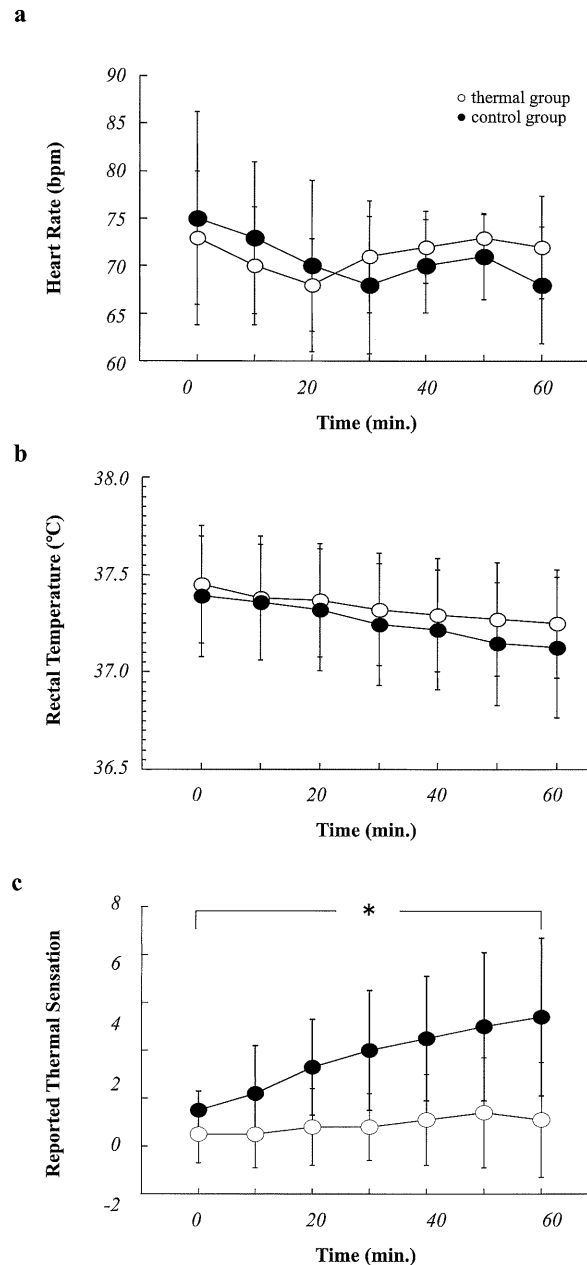 a
90
85
80
75
70
65
60
Heart Rate (bpm)
thermal group
control group
0
20
40
60
Time (min.)
b
38.0
37.5
37.0
36.5
Rectal Temperature (°C)
0
20
40
60
Time (min.)
c
8
6
4
2
0
-2
Reported Thermal Sensation
*
0
20
40
60
Time (min.)